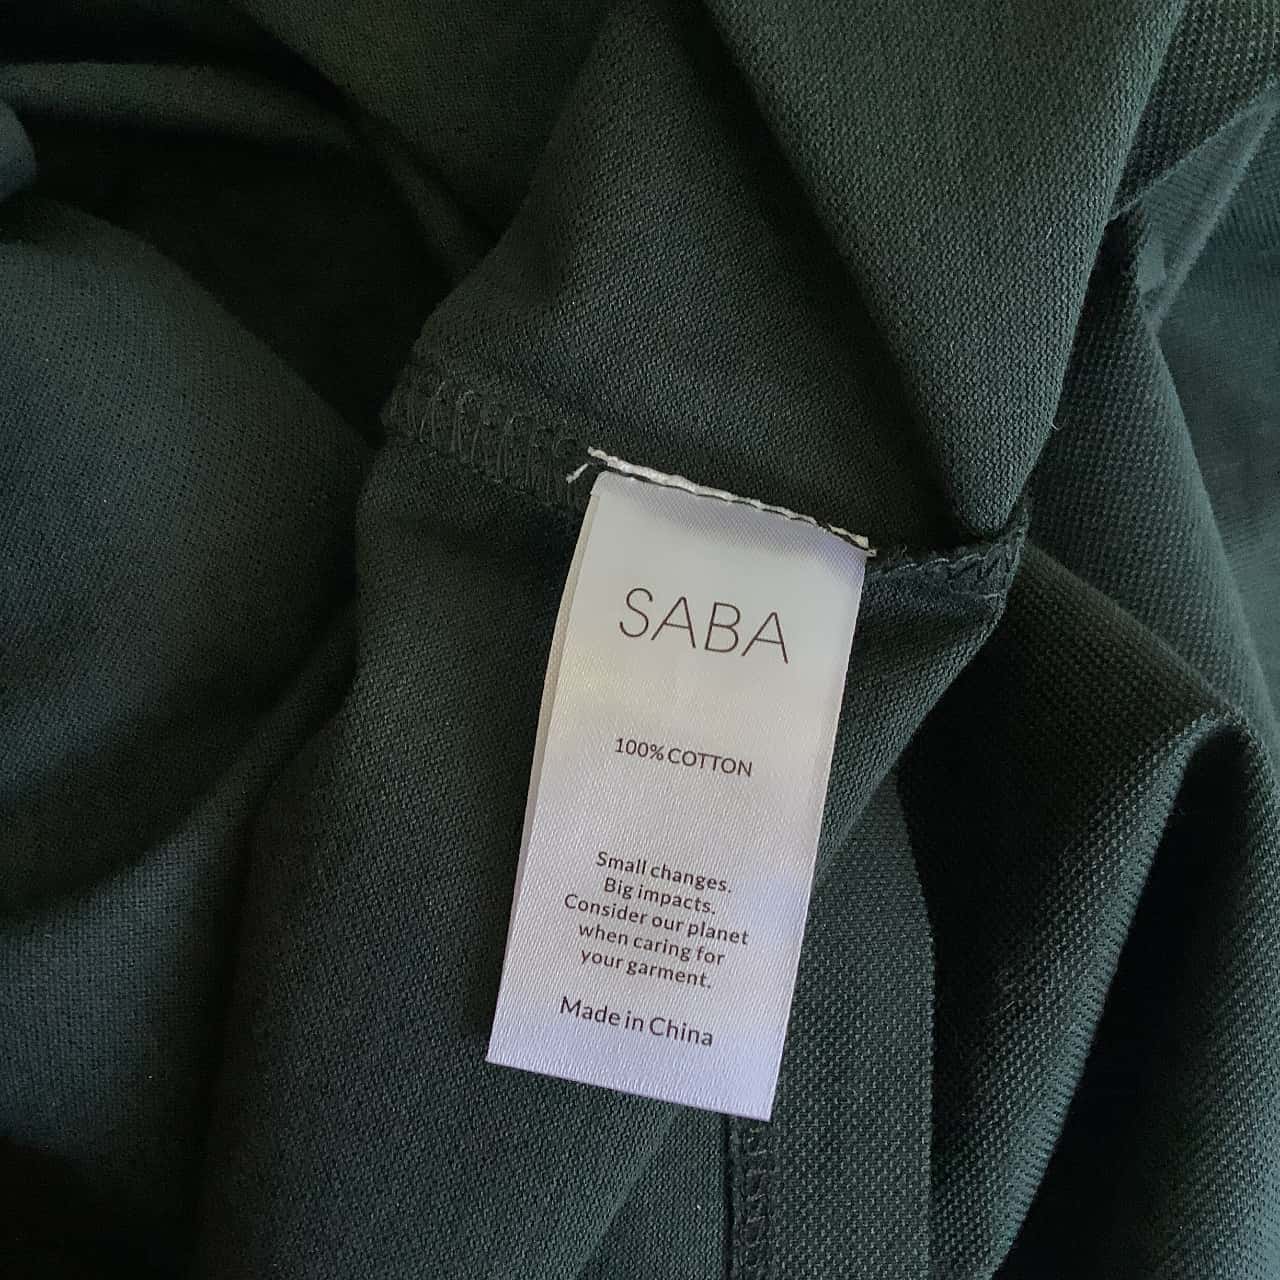 SABA
100% COTTON
Small changes.
Big impacts.
Consider our planet
when caring for
your garment.
Made in China